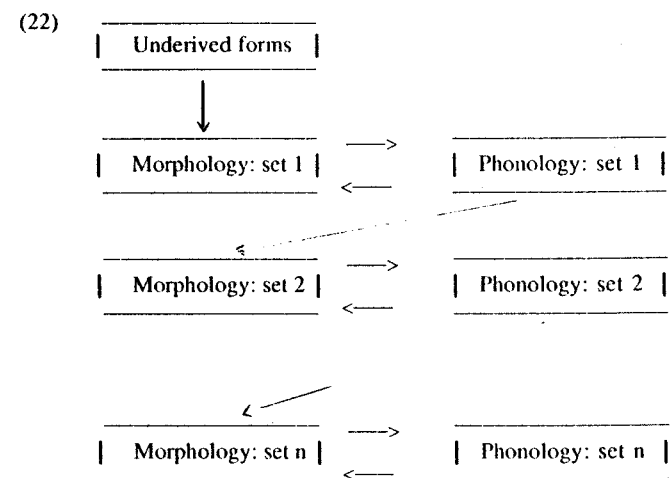 (22)
Underived forms
Morphology: set 1 Phonology: set 1
Morphology: set 2 Phonology: set 2
Morphology: set n Phonology: set n